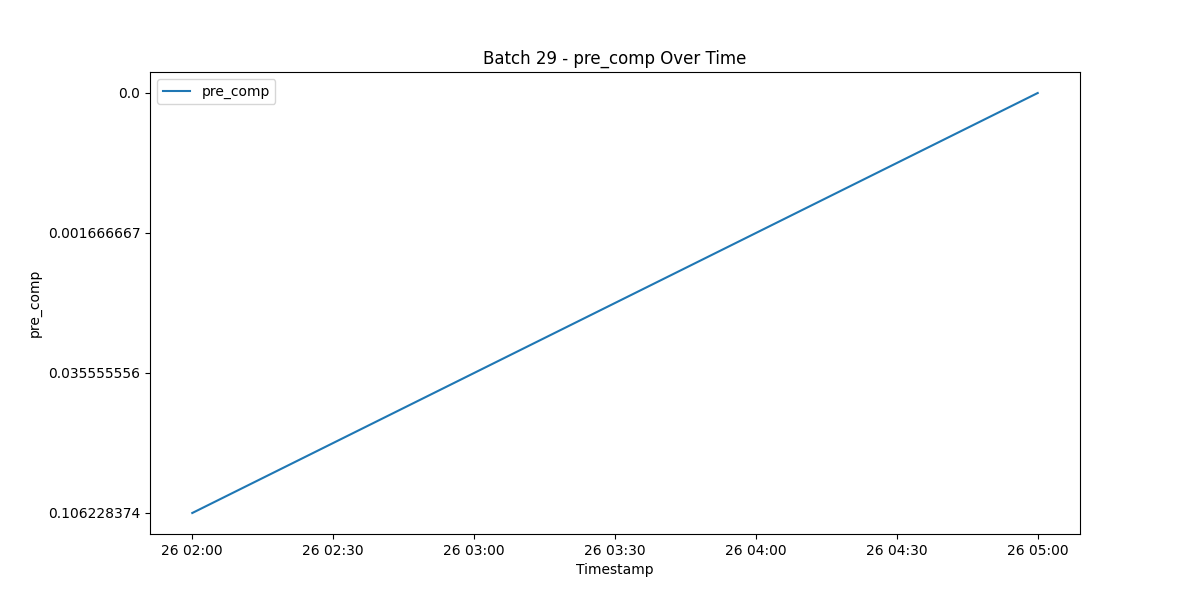 Batch 29 - pre_comp Over Time
pre_comp
0.0
0.001666667
0.035555556
0.106228374
pre_comp
26 02:00 26 02:30 26 03:00 26 03:30 26 04:00 26 04:30 26 05:00
Timestamp